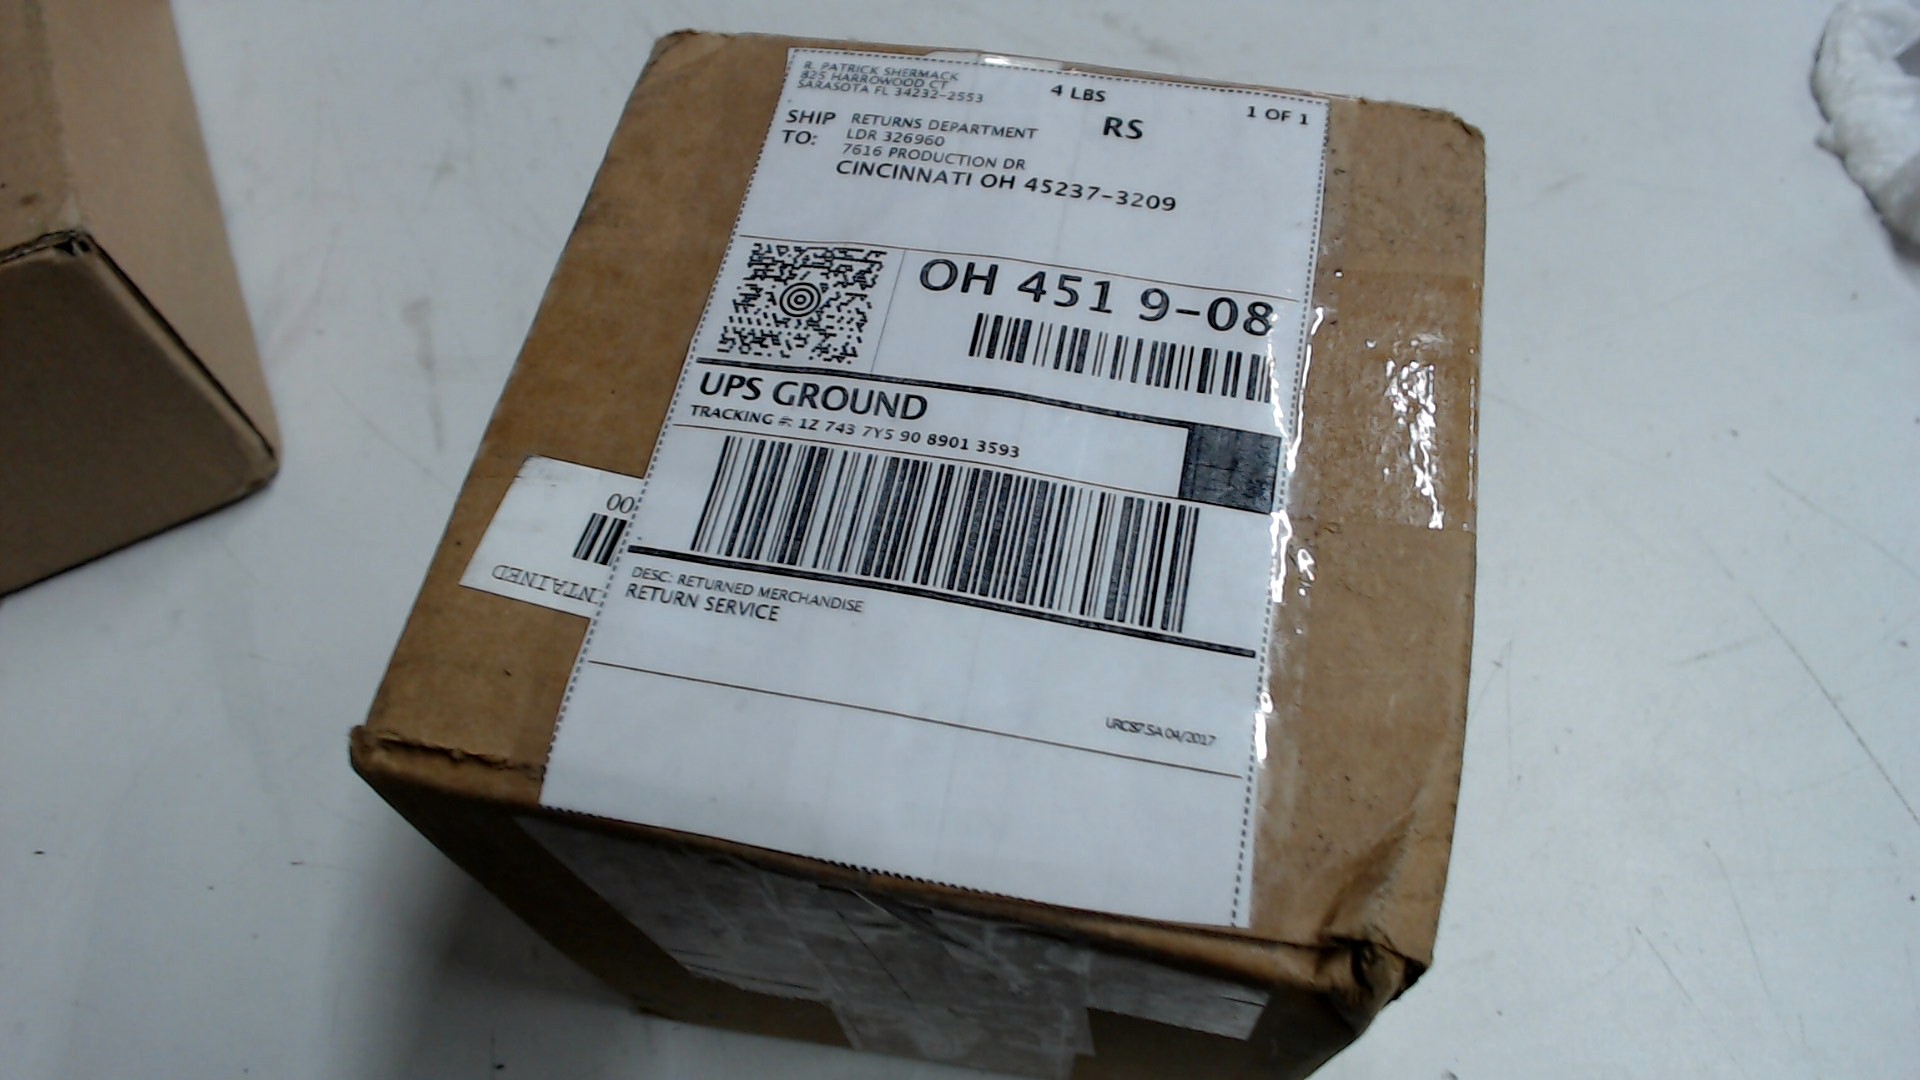 R. PATRICK SHERMACK
825 HARROWOOD CT
SARASOTA FL 34232-2553
4 LBS
1 OF 1
RS
SHIP TO:
RETURNS DEPARTMENT
LDR 326960
7616 PRODUCTION DR
CINCINNATI OH 45237-3209
OH 451 9-08
UPS GROUND
TRACKING #: 1Z 743 7Y5 90 8901 3593
00
NTAINED
DESC: RETURNED MERCHANDISE
RETURN SERVICE
04/2017